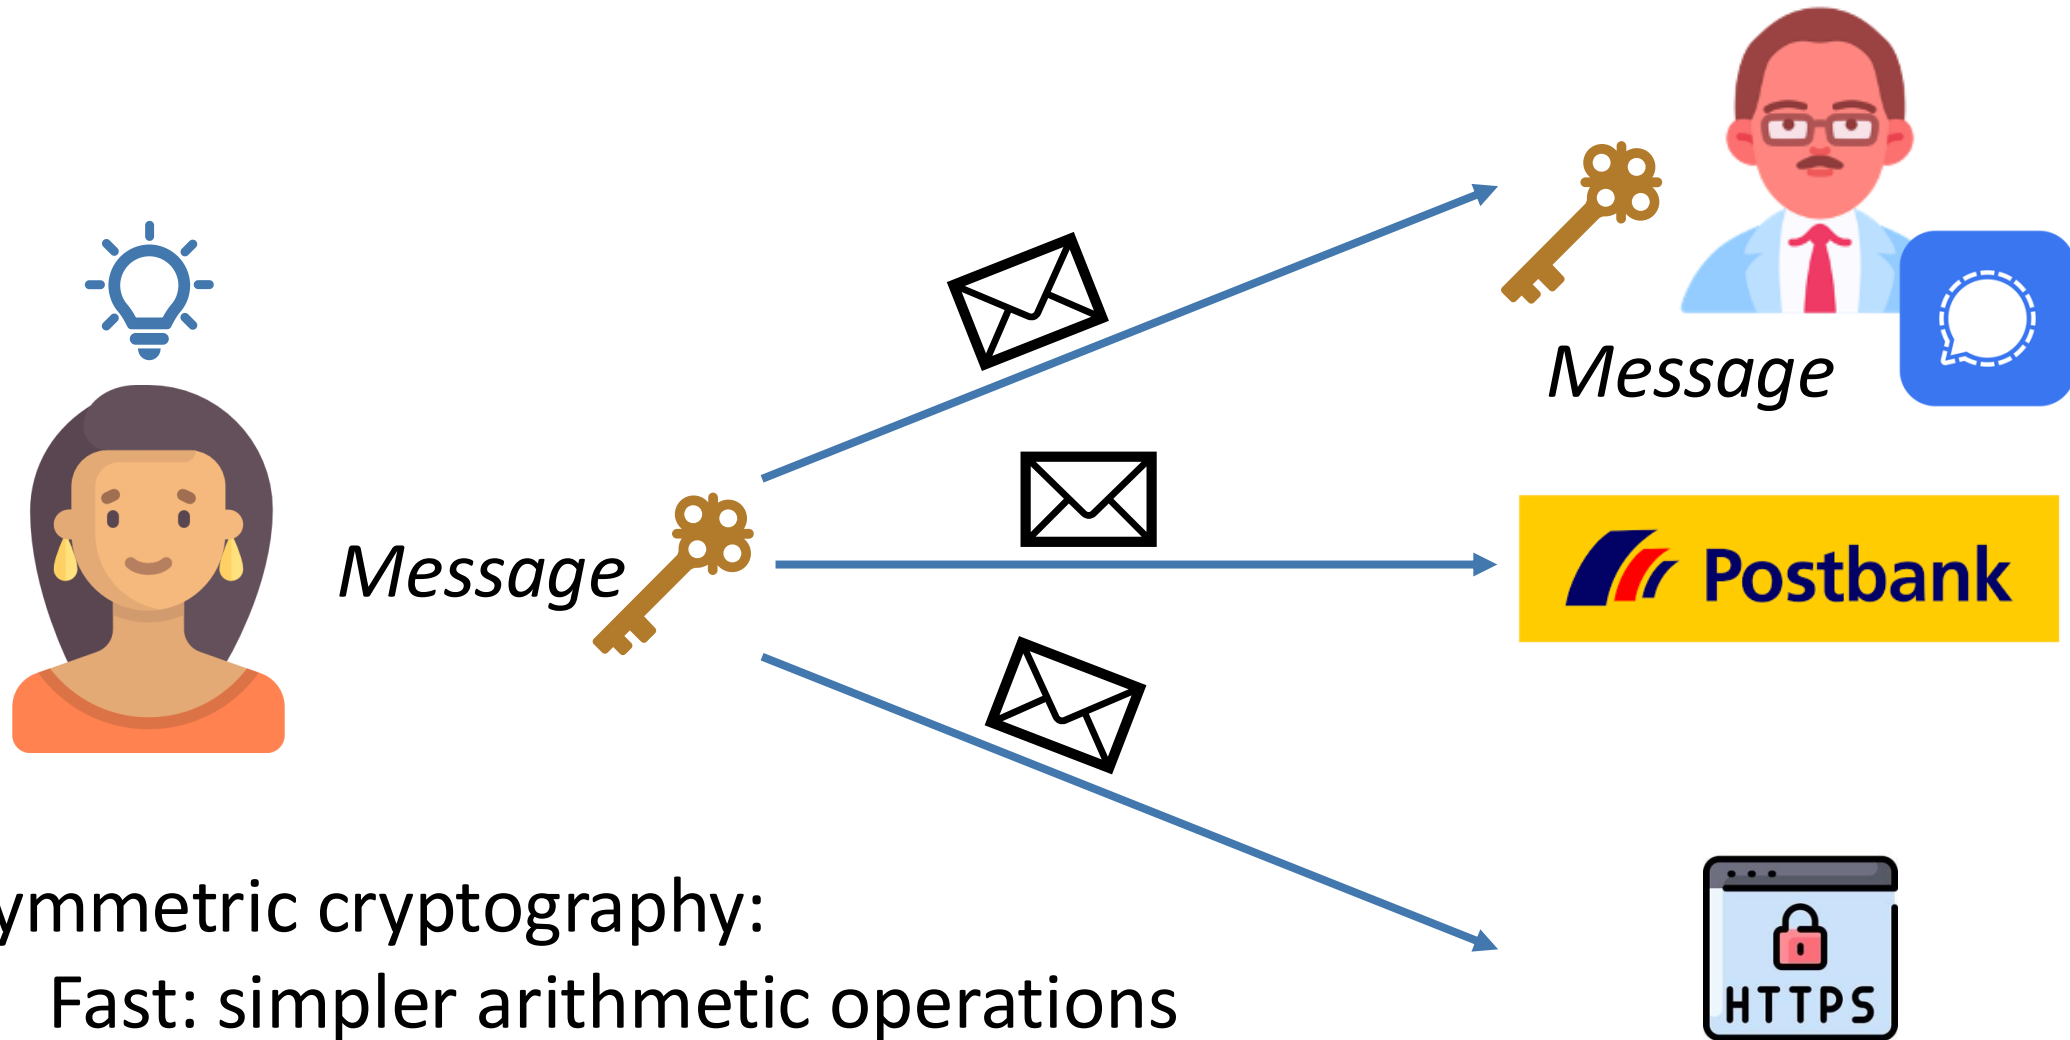 Message
Message
Postbank
ymmetric cryptography:
Fast: simpler arithmetic operations
HTTPS